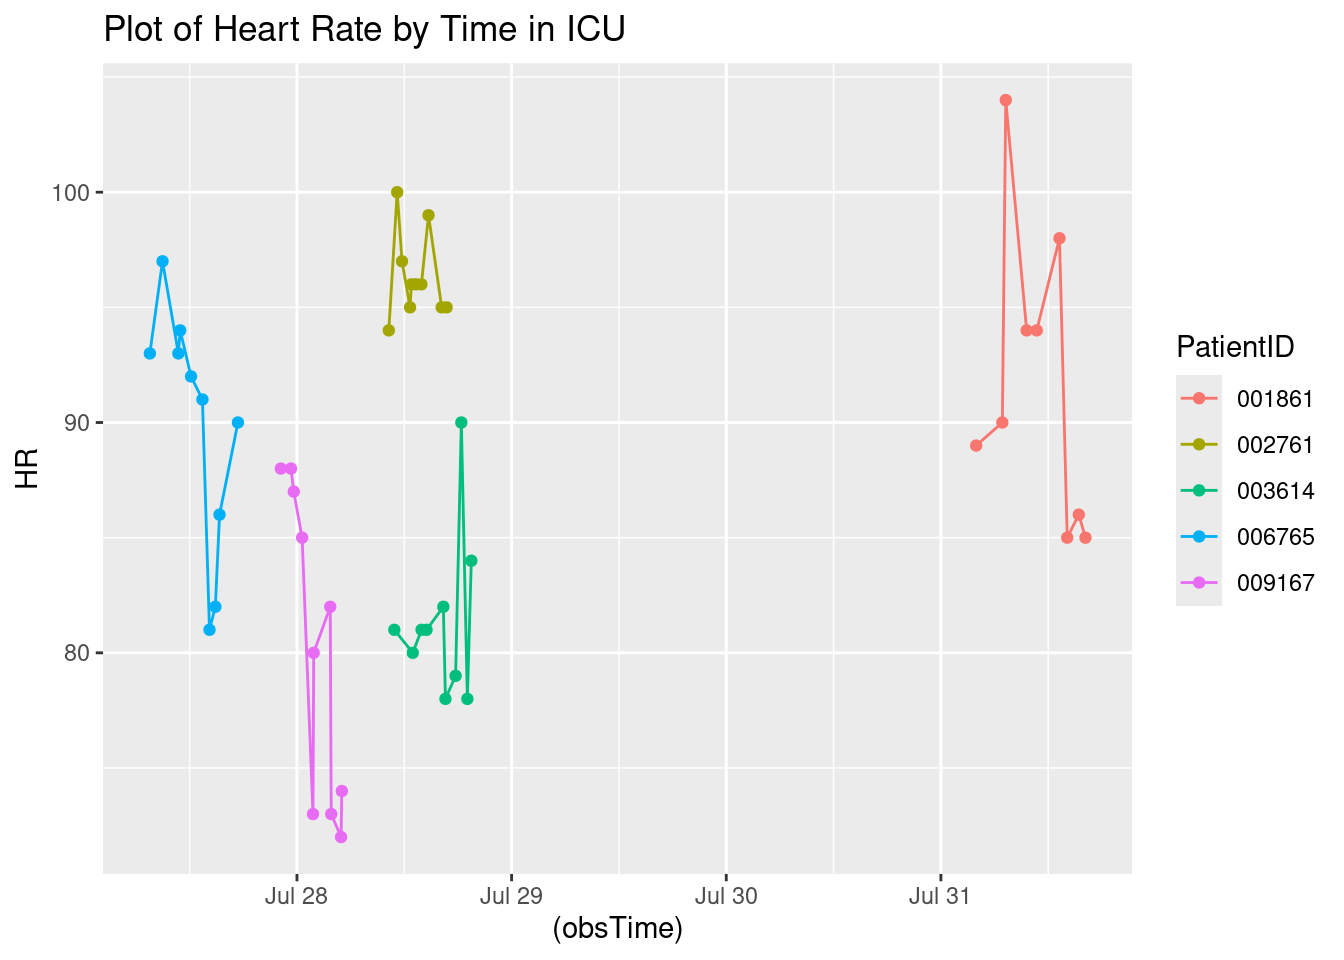 Plot of Heart Rate by Time in ICU
100
90
80
HR
Jul 28 Jul 29 Jul 30 Jul 31
(obsTime)
PatientID
001861
002761
003614
006765
009167